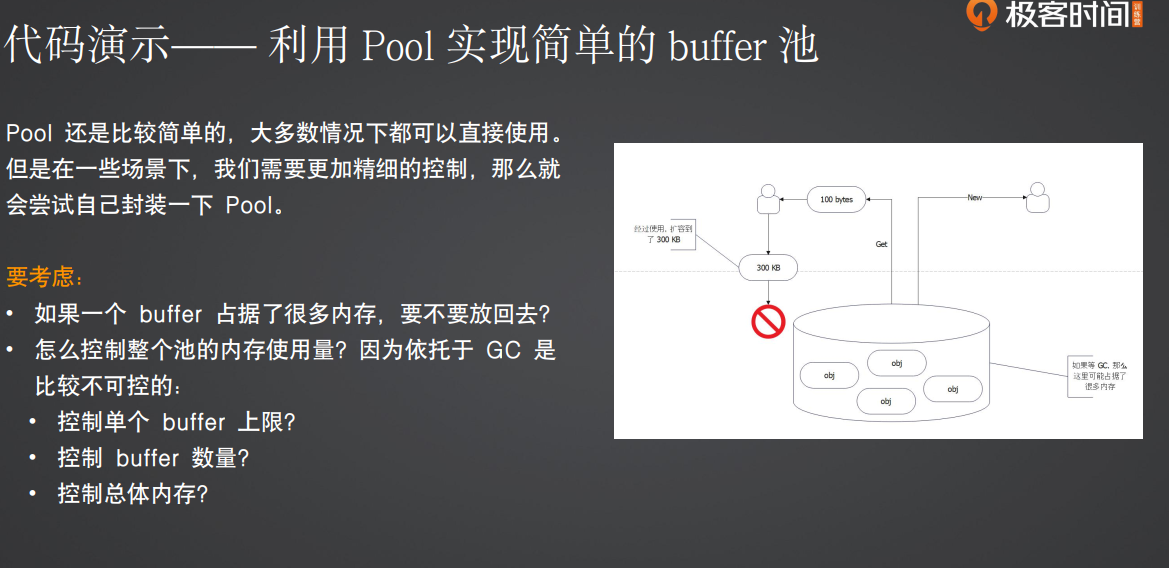 极客时间 训练营
代码演示—— 利用 Pool 实现简单的 buffer 池
Pool 还是比较简单的，大多数情况下都可以直接使用。
但是在一些场景下，我们需要更加精细的控制，那么就
会尝试自己封装一下 Pool。
要考虑：
• 如果一个 buffer 占据了很多内存，要不要放回去？
• 怎么控制整个池的内存使用量？因为依托于 GC 是
比较不可控的：
• 控制单个 buffer 上限？
• 控制 buffer 数量？
• 控制总体内存？
100 bytes
New
经过使用，扩容到
了 300 KB
Get
300 KB
obj
obj
obj
obj
如果等 GC，那么
这里可能占据了
很多内存